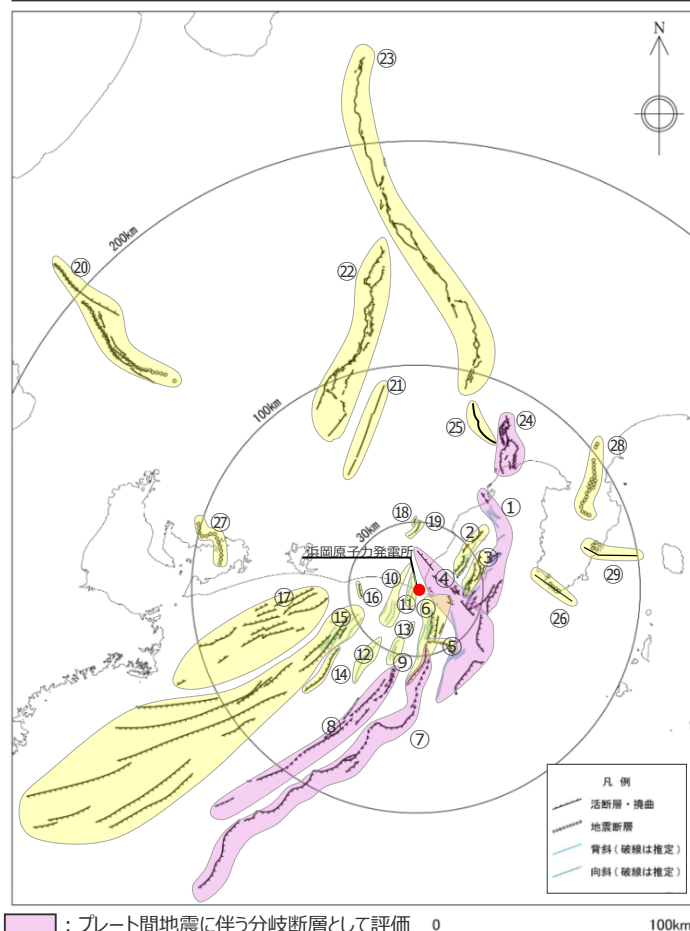 N
㉓
200km
⑳
㉒
100km
㉑
㉕
㉔
㉘
①
㉗
⑱
⑲
30km
②
浜岡原子力発電所
③
㉙
④
⑩
⑯
⑪
㉖
⑰
⑥
⑮
⑬
⑤
⑫
⑨
⑭
⑧
⑦
凡 例
活断層・撓曲
地震断層
背斜(破線は推定)
向斜(破線は推定)
：プレート間地震に伴う分岐断層として評価 0 100km